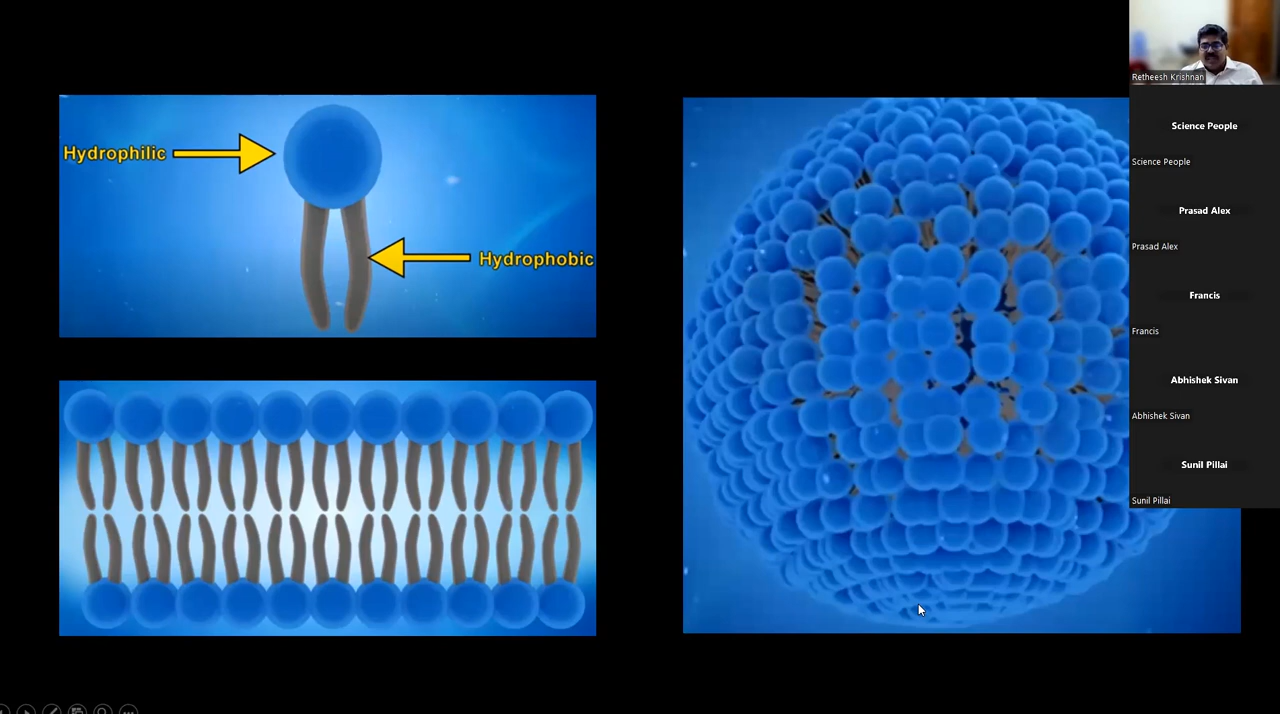 Hydrophilic
Hydrophobic
Retheesh Krishnan
Science People
Science People
Prasad Alex
Prasad Alex
Francis
Francis
Abhishek Sivan
Abhishek Sivan
Sunil Pillai
Sunil Pillai